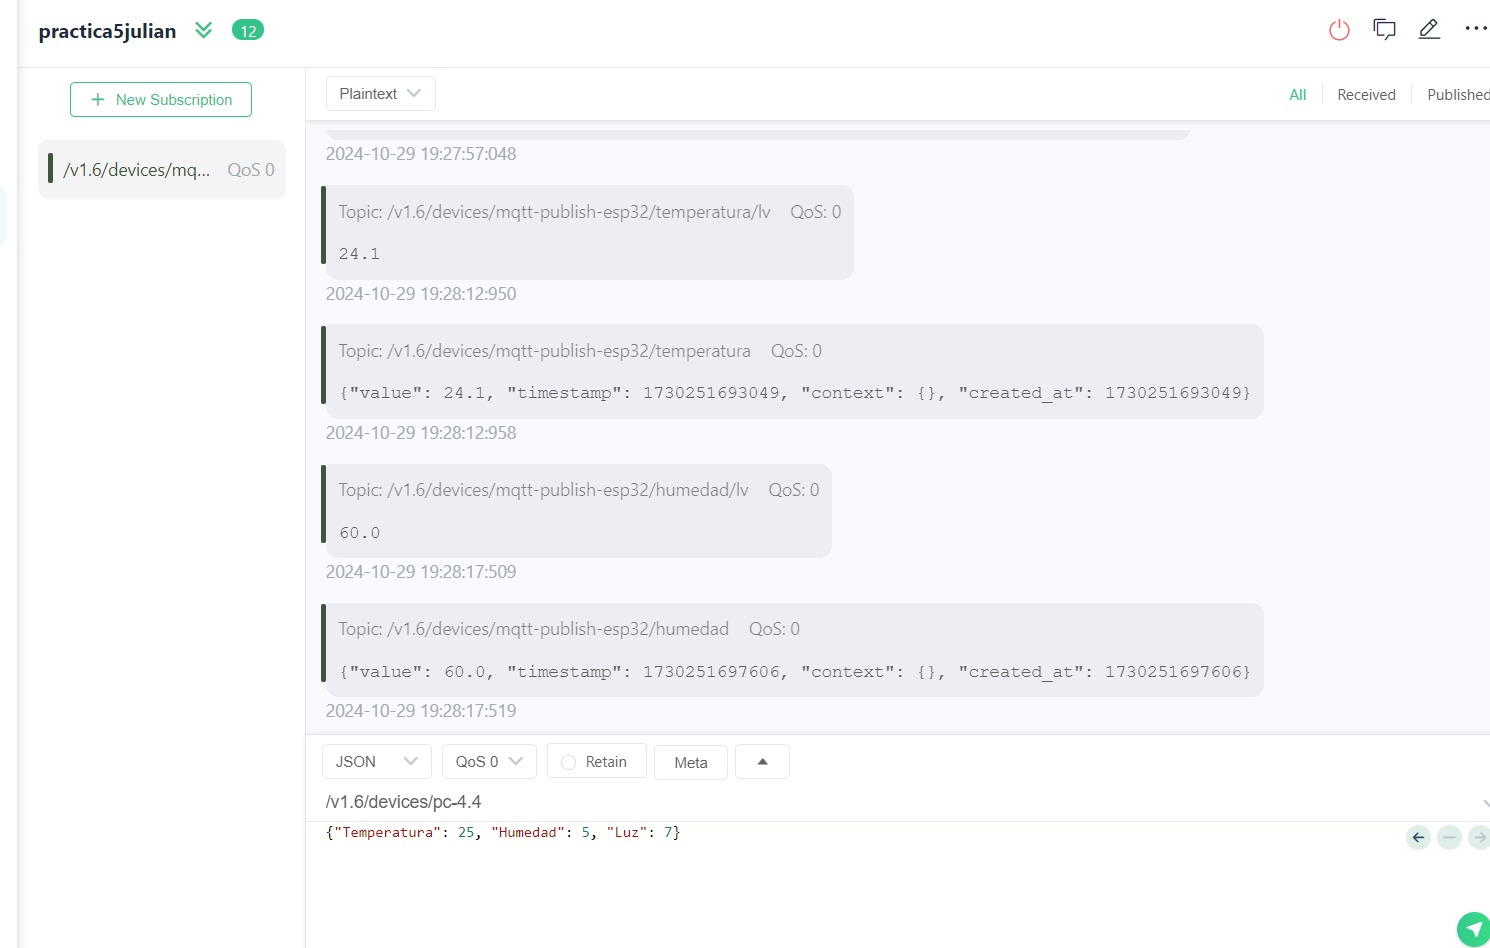 practica5julian 12
New Subscription
/v1.6/devices/mq... QoS 0
Plaintext
All Received Published
2024-10-29 19:27:57:048
Topic: /v1.6/devices/mqtt-publish-esp32/temperatura/lv QoS: 0
24.1
2024-10-29 19:28:12:950
Topic: /v1.6/devices/mqtt-publish-esp32/temperatura QoS: 0
{"value": 24.1, "timestamp": 1730251693049, "context": {}, "created_at": 1730251693049}
2024-10-29 19:28:12:958
Topic: /v1.6/devices/mqtt-publish-esp32/humedad/lv QoS: 0
60.0
2024-10-29 19:28:17:509
Topic: /v1.6/devices/mqtt-publish-esp32/humedad QoS: 0
{"value": 60.0, "timestamp": 1730251697606, "context": {}, "created_at": 1730251697606}
2024-10-29 19:28:17:519
JSON QoS 0 Retain Meta
/v1.6/devices/pc-4.4
{"Temperatura": 25, "Humedad": 5, "Luz": 7}